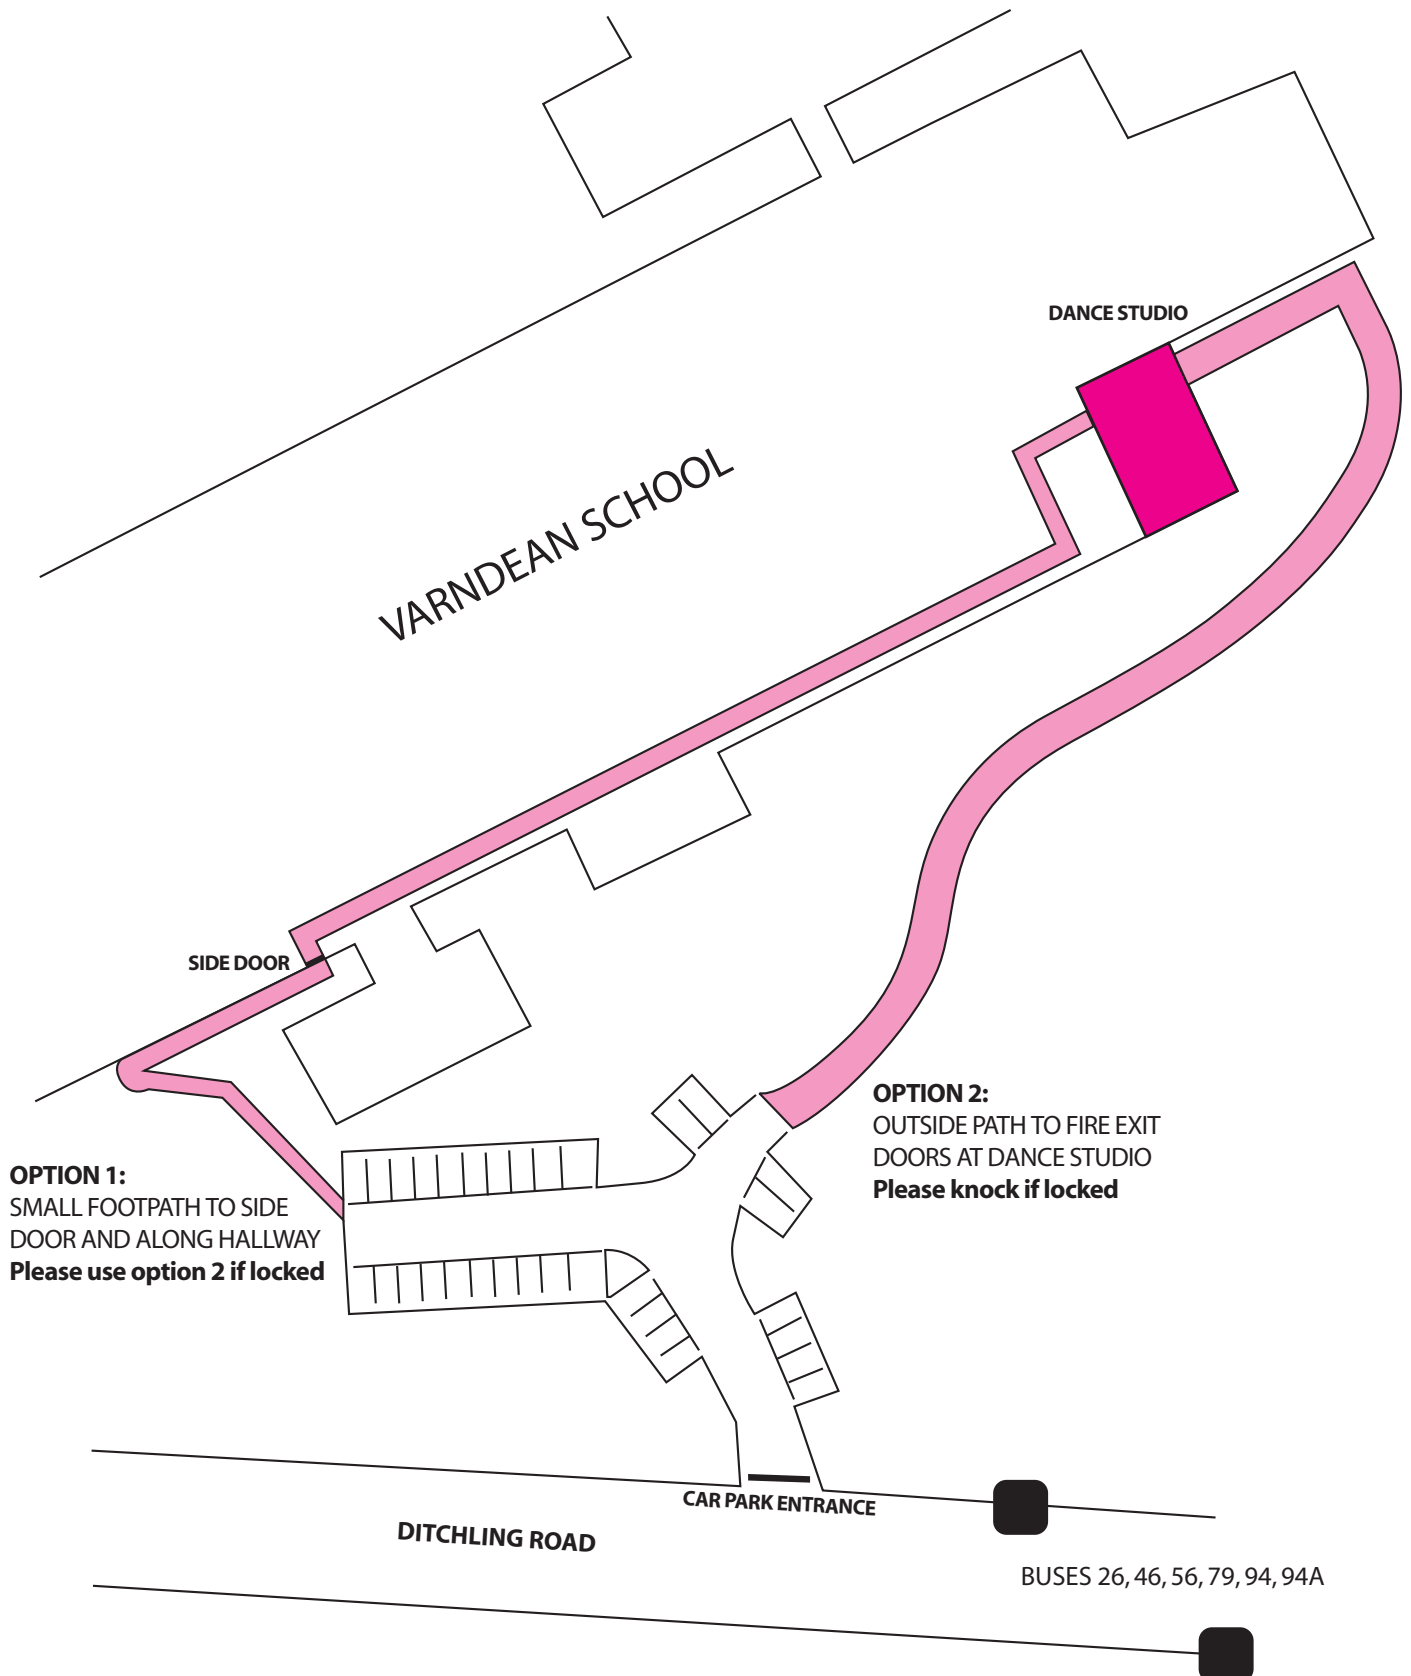 DANCE STUDIO
VARNDEAN SCHOOL
SIDE DOOR
OPTION 2:
OUTSIDE PATH TO FIRE EXIT
DOORS AT DANCE STUDIO
Please knock if locked
OPTION 1:
SMALL FOOTPATH TO SIDE
DOOR AND ALONG HALLWAY
Please use option 2 if locked
CAR PARK ENTRANCE
DITCHLING ROAD
BUSES 26, 46, 56, 79, 94, 94A